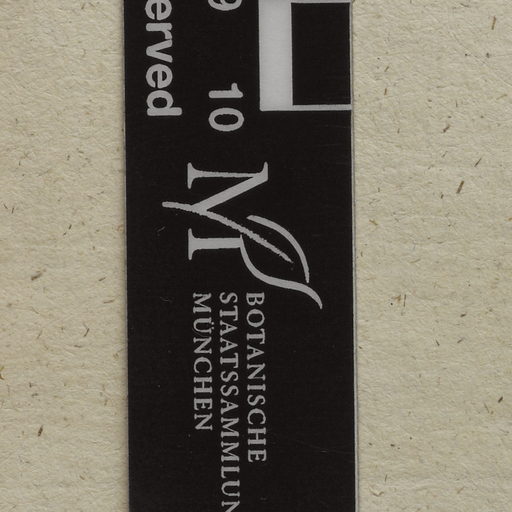 erved
9 10
M
BOTANISCHE
STAATSSAMMLUN
MÜNCHEN